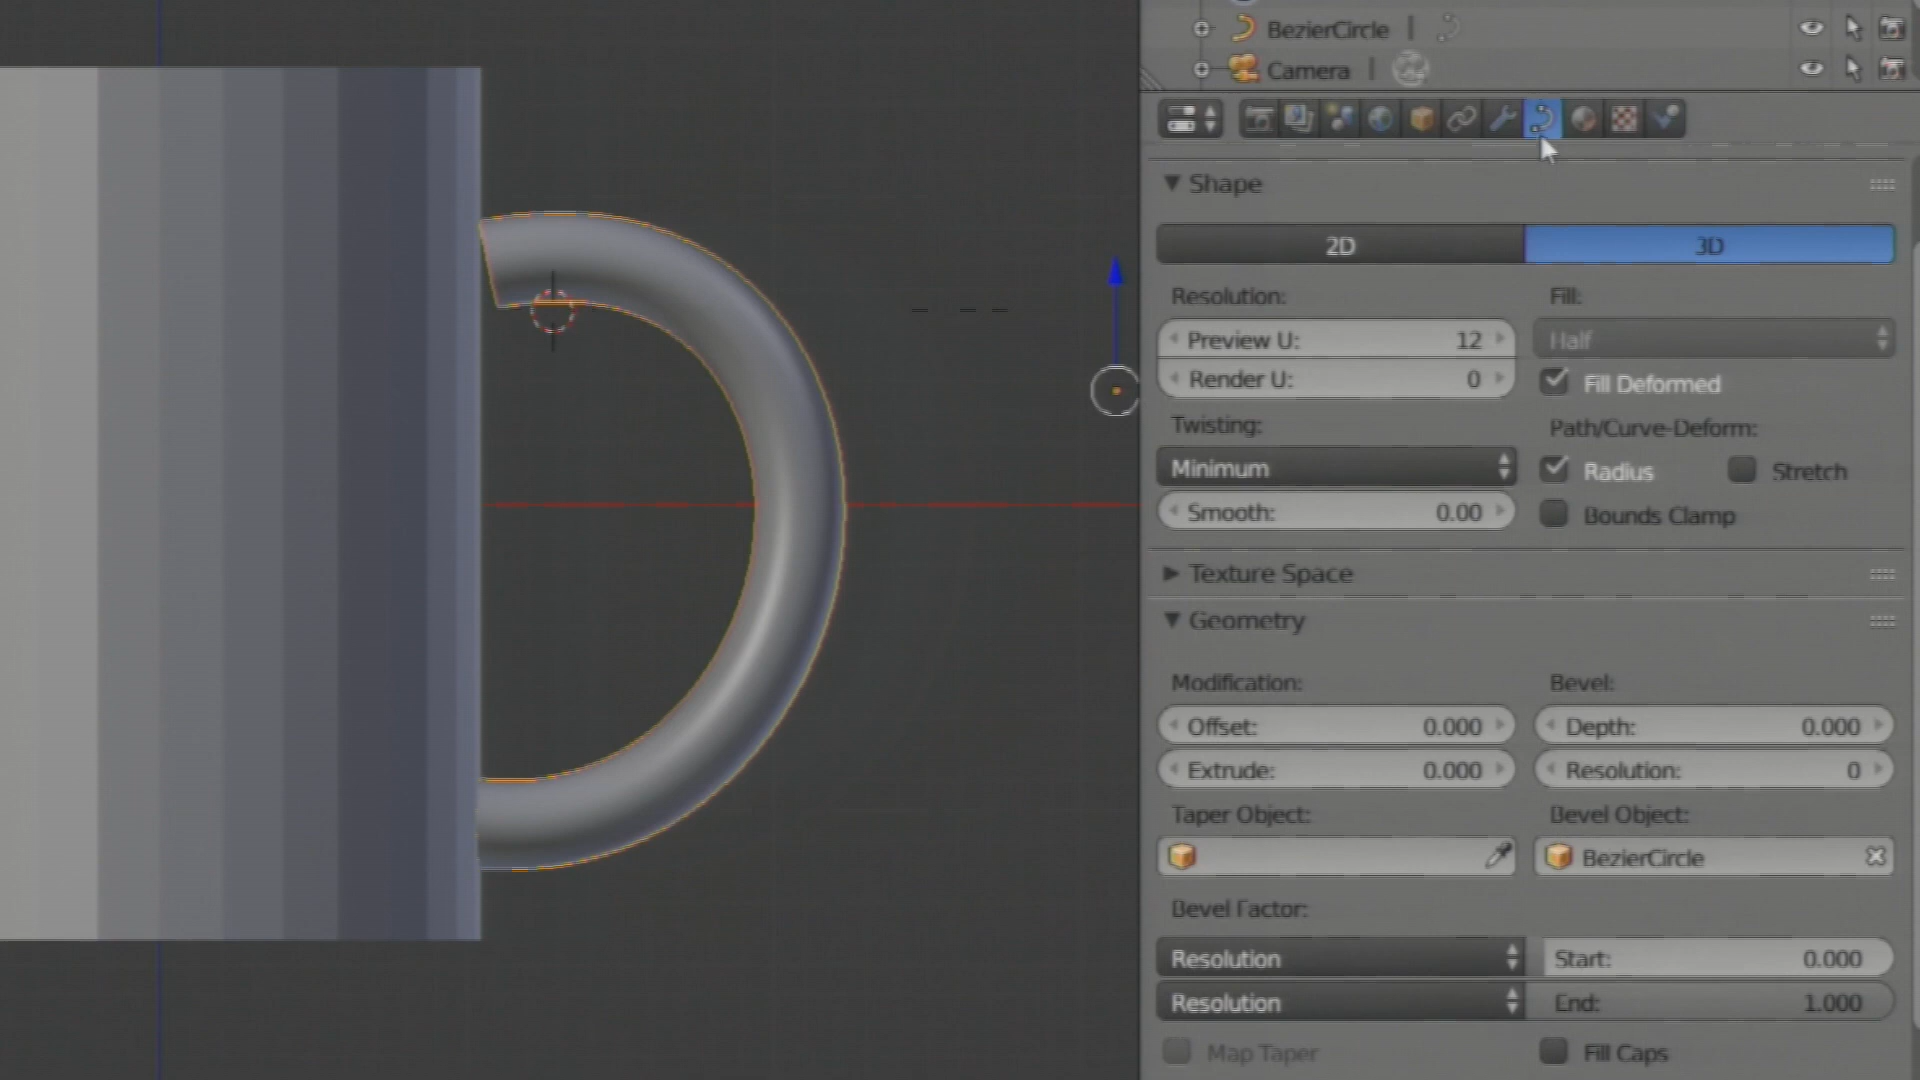 BezierCircle
Camera
Shape
2D 3D
Resolution: Fill:
Preview U: 12 Half
Render U: 0 Fill Deformed
Twisting: Path/Curve-Deform:
Minimum Radius Stretch
Smooth: 0.00 Bounds Clamp
Texture Space
Geometry
Modification: Bevel:
Offset: 0.000 Depth: 0.000
Extrude: 0.000 Resolution: 0
Taper Object: Bevel Object:
BezierCircle
Bevel Factor:
Resolution Start: 0.000
Resolution End: 1.000
Map Taper Fill Caps